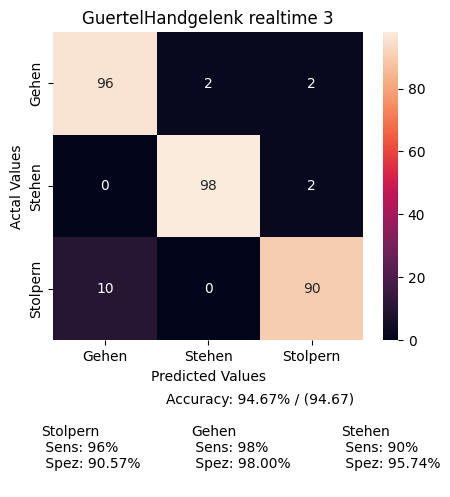 GuertelHandgelenk realtime 3
Gehen
96
2
2
80
Stehen
0
98
2
60
40
Stolpern
10
0
90
20
0
Actal Values
Gehen Stehen Stolpern
Predicted Values
Accuracy: 94.67% / (94.67)
Stolpern Gehen Stehen
Sens: 96% Sens: 98% Sens: 90%
Spez: 90.57% Spez: 98.00% Spez: 95.74%